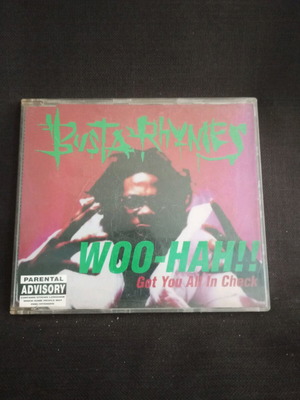 BUSTA RHYMES
WOO-HAH!!
Got You All In Check
PARENTAL
ADVISORY